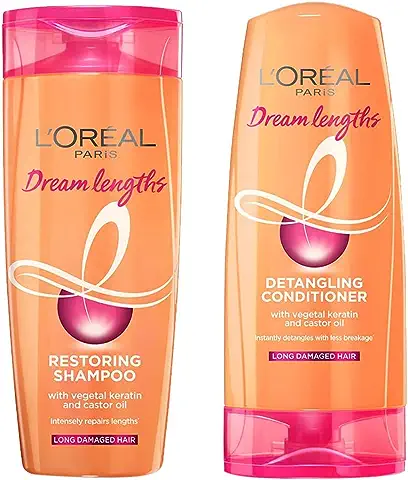 L'ORÉAL
PARIS
Dream lengths
RESTORING
SHAMPOO
with vegetal keratin
and castor oil
intensely repairs lengths*
LONG DAMAGED HAIR
L'ORÉAL
PARIS
Dream lengths
DETANGLING
CONDITIONER
with vegetal keratin
and castor oil
instantly detangles with less breakage*
LONG DAMAGED HAIR